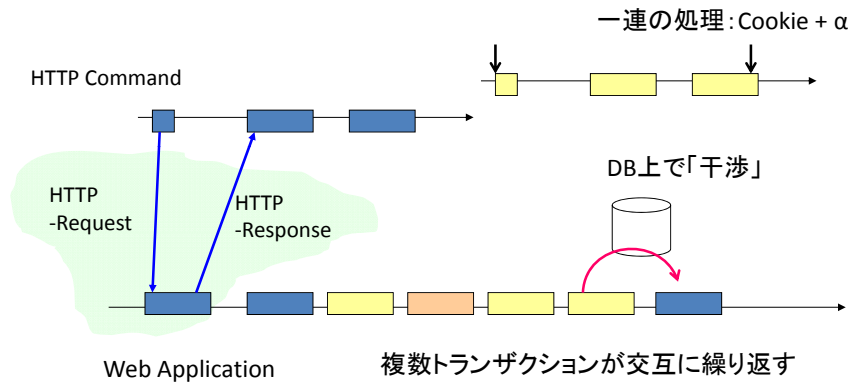 一連の処理:Cookie + α
HTTP Command
DB上で「干渉」
HTTP
-Request
HTTP
-Response
Web Application
複数トランザクションが交互に繰り返す